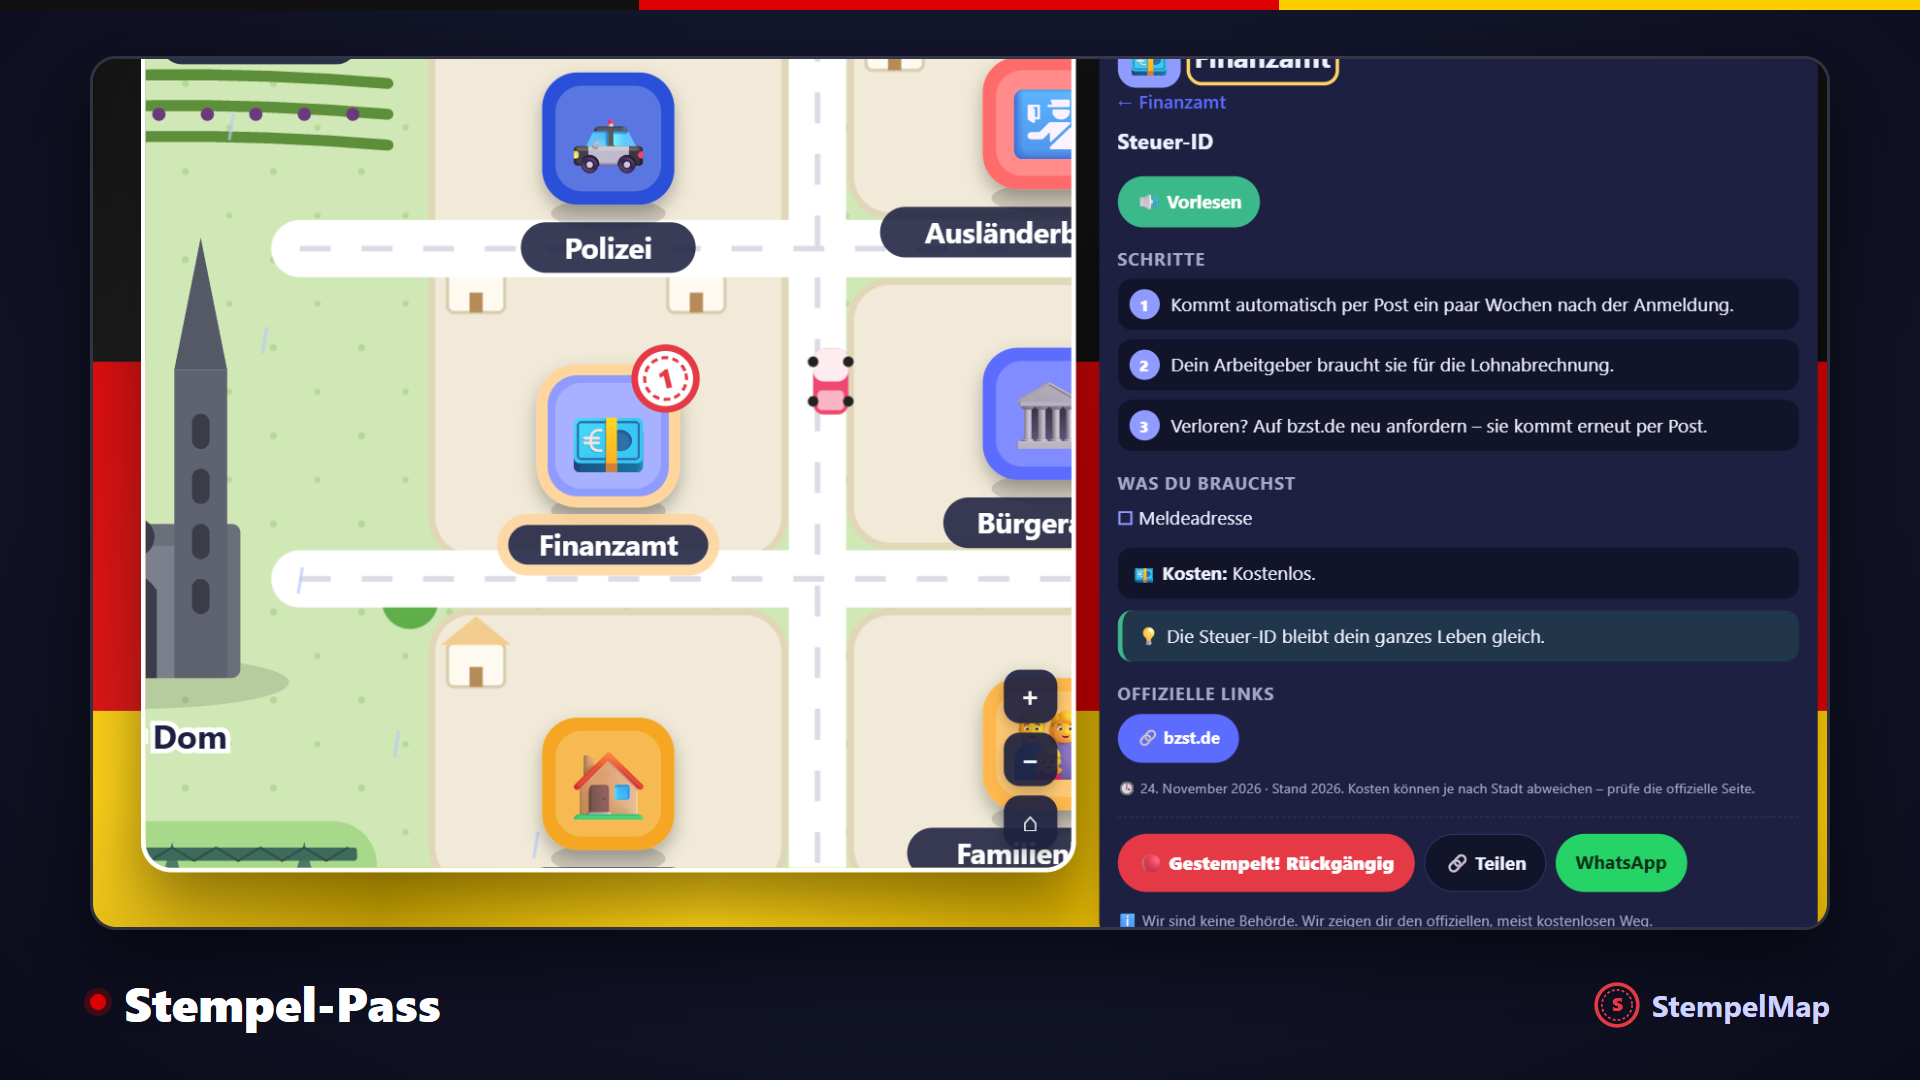 Polizei
Ausländerb
1
Finanzamt
Bürgera
Dom
+
−
Familien
Finanzamt
← Finanzamt
Steuer-ID
Vorlesen
SCHRITTE
1 Kommt automatisch per Post ein paar Wochen nach der Anmeldung.
2 Dein Arbeitgeber braucht sie für die Lohnabrechnung.
3 Verloren? Auf bzst.de neu anfordern – sie kommt erneut per Post.
WAS DU BRAUCHST
Meldeadresse
Kosten: Kostenlos.
Die Steuer-ID bleibt dein ganzes Leben gleich.
OFFIZIELLE LINKS
bzst.de
24. November 2026 · Stand 2026. Kosten können je nach Stadt abweichen – prüfe die offizielle Seite.
Gestempelt! Rückgängig
Teilen
WhatsApp
Wir sind keine Behörde. Wir zeigen dir den offiziellen, meist kostenlosen Weg.
Stempel-Pass
S StempelMap